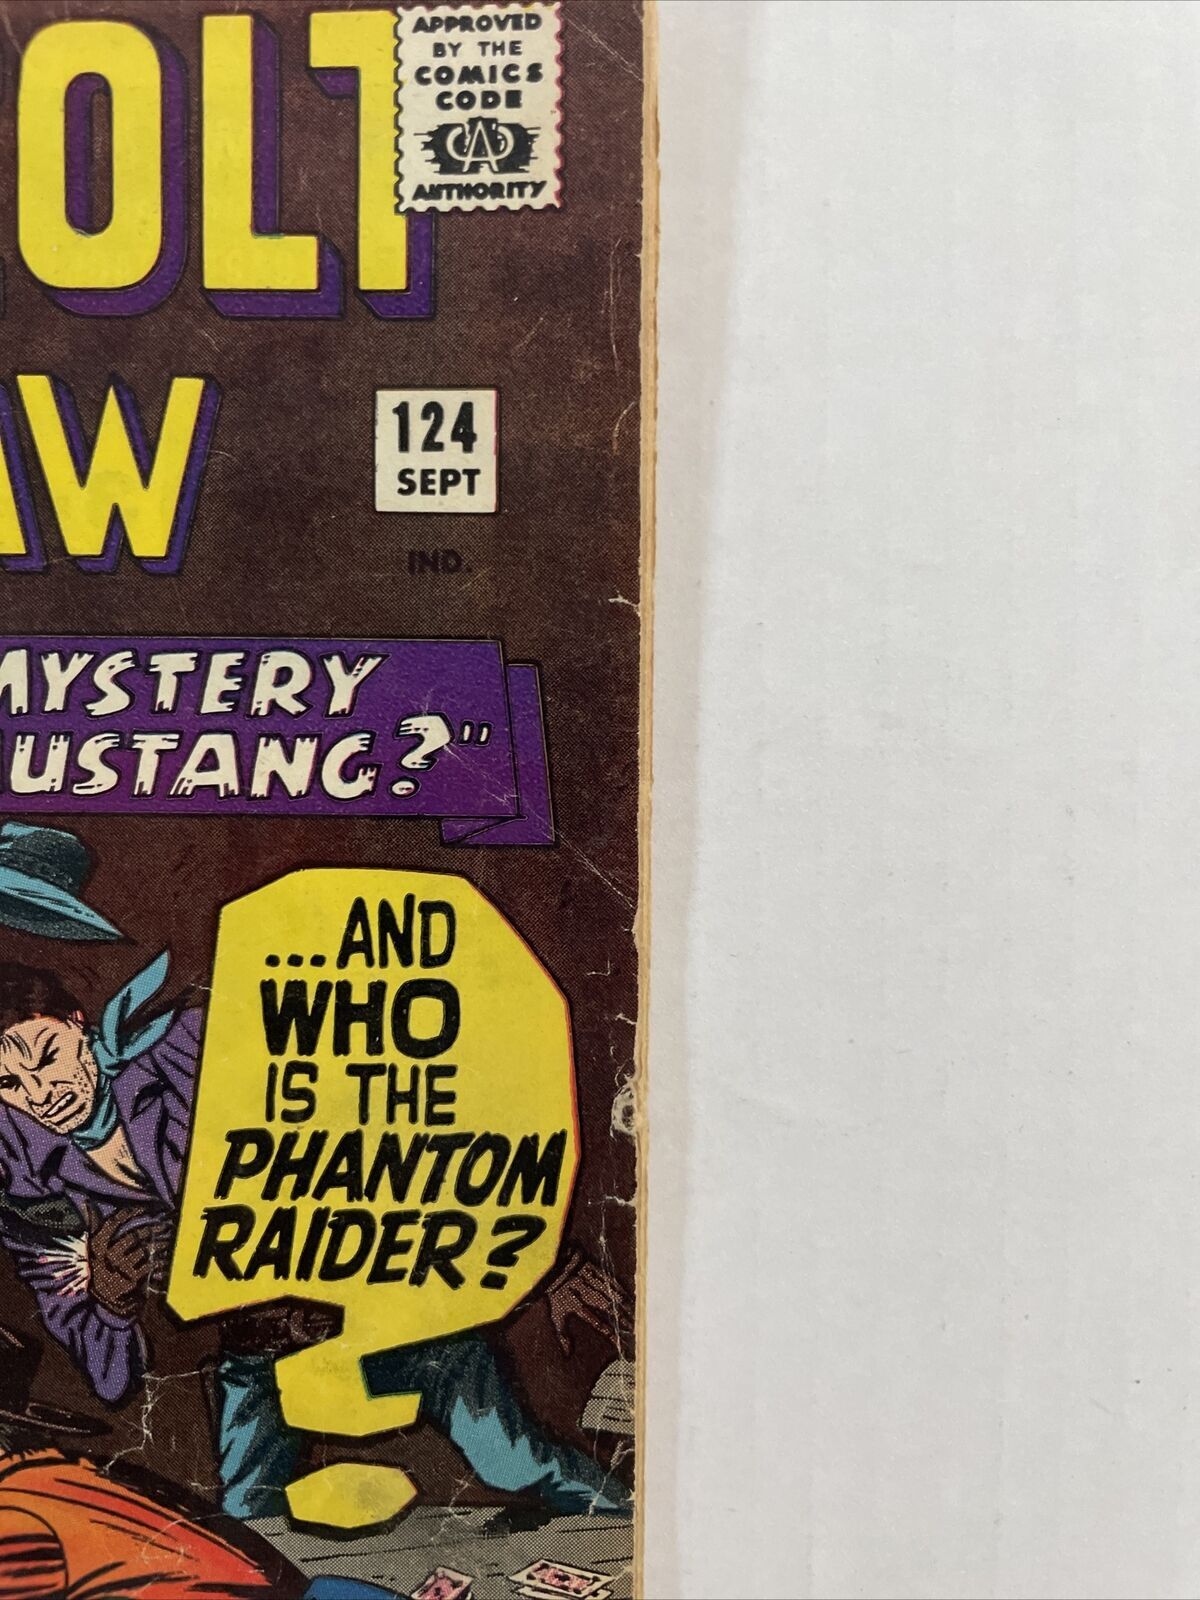 OLT
APPROVED
BY THE
COMICS
CODE
CA
AUTHORITY
AW
124
SEPT
IND.
MYSTERY
MUSTANG?"
...AND
WHO
IS THE
PHANTOM
RAIDER?